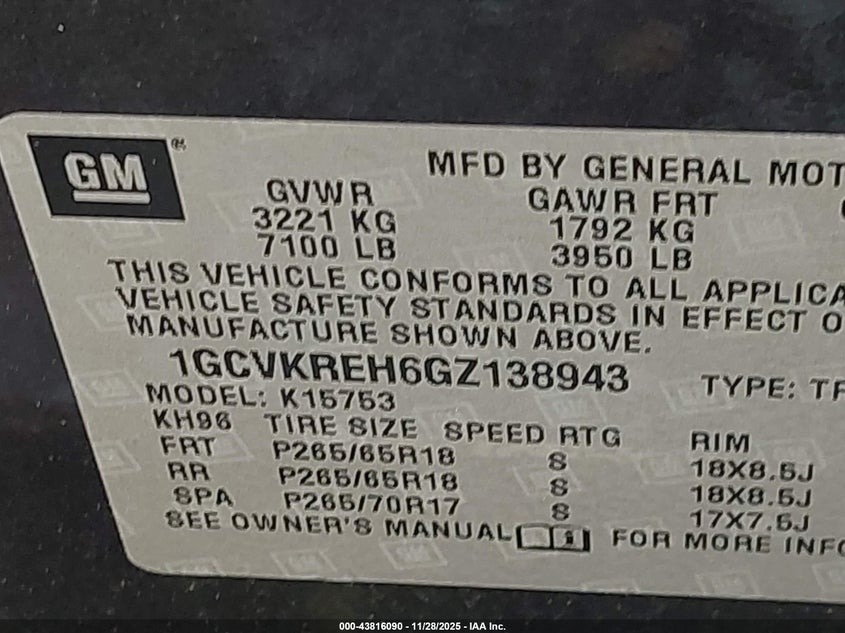 GM®
MFD BY GENERAL MOT
GVWR GAWR FRT
3221 KG 1792 KG
7100 LB 3950 LB
THIS VEHICLE CONFORMS TO ALL APPLICA
VEHICLE SAFETY STANDARDS IN EFFECT O
MANUFACTURE SHOWN ABOVE.
1GCVKREH6GZ138943 TYPE: TR
MODEL: K15753
KH96 TIRE SIZE SPEED RTG RIM
FRT P265/65R18 S 18X8.5J
RR P265/65R18 S 18X8.5J
SPA P265/70R17 S 17X7.5J
SEE OWNER'S MANUAL FOR MORE INFO
000-43816090 - 11/28/2025 - IAA Inc.